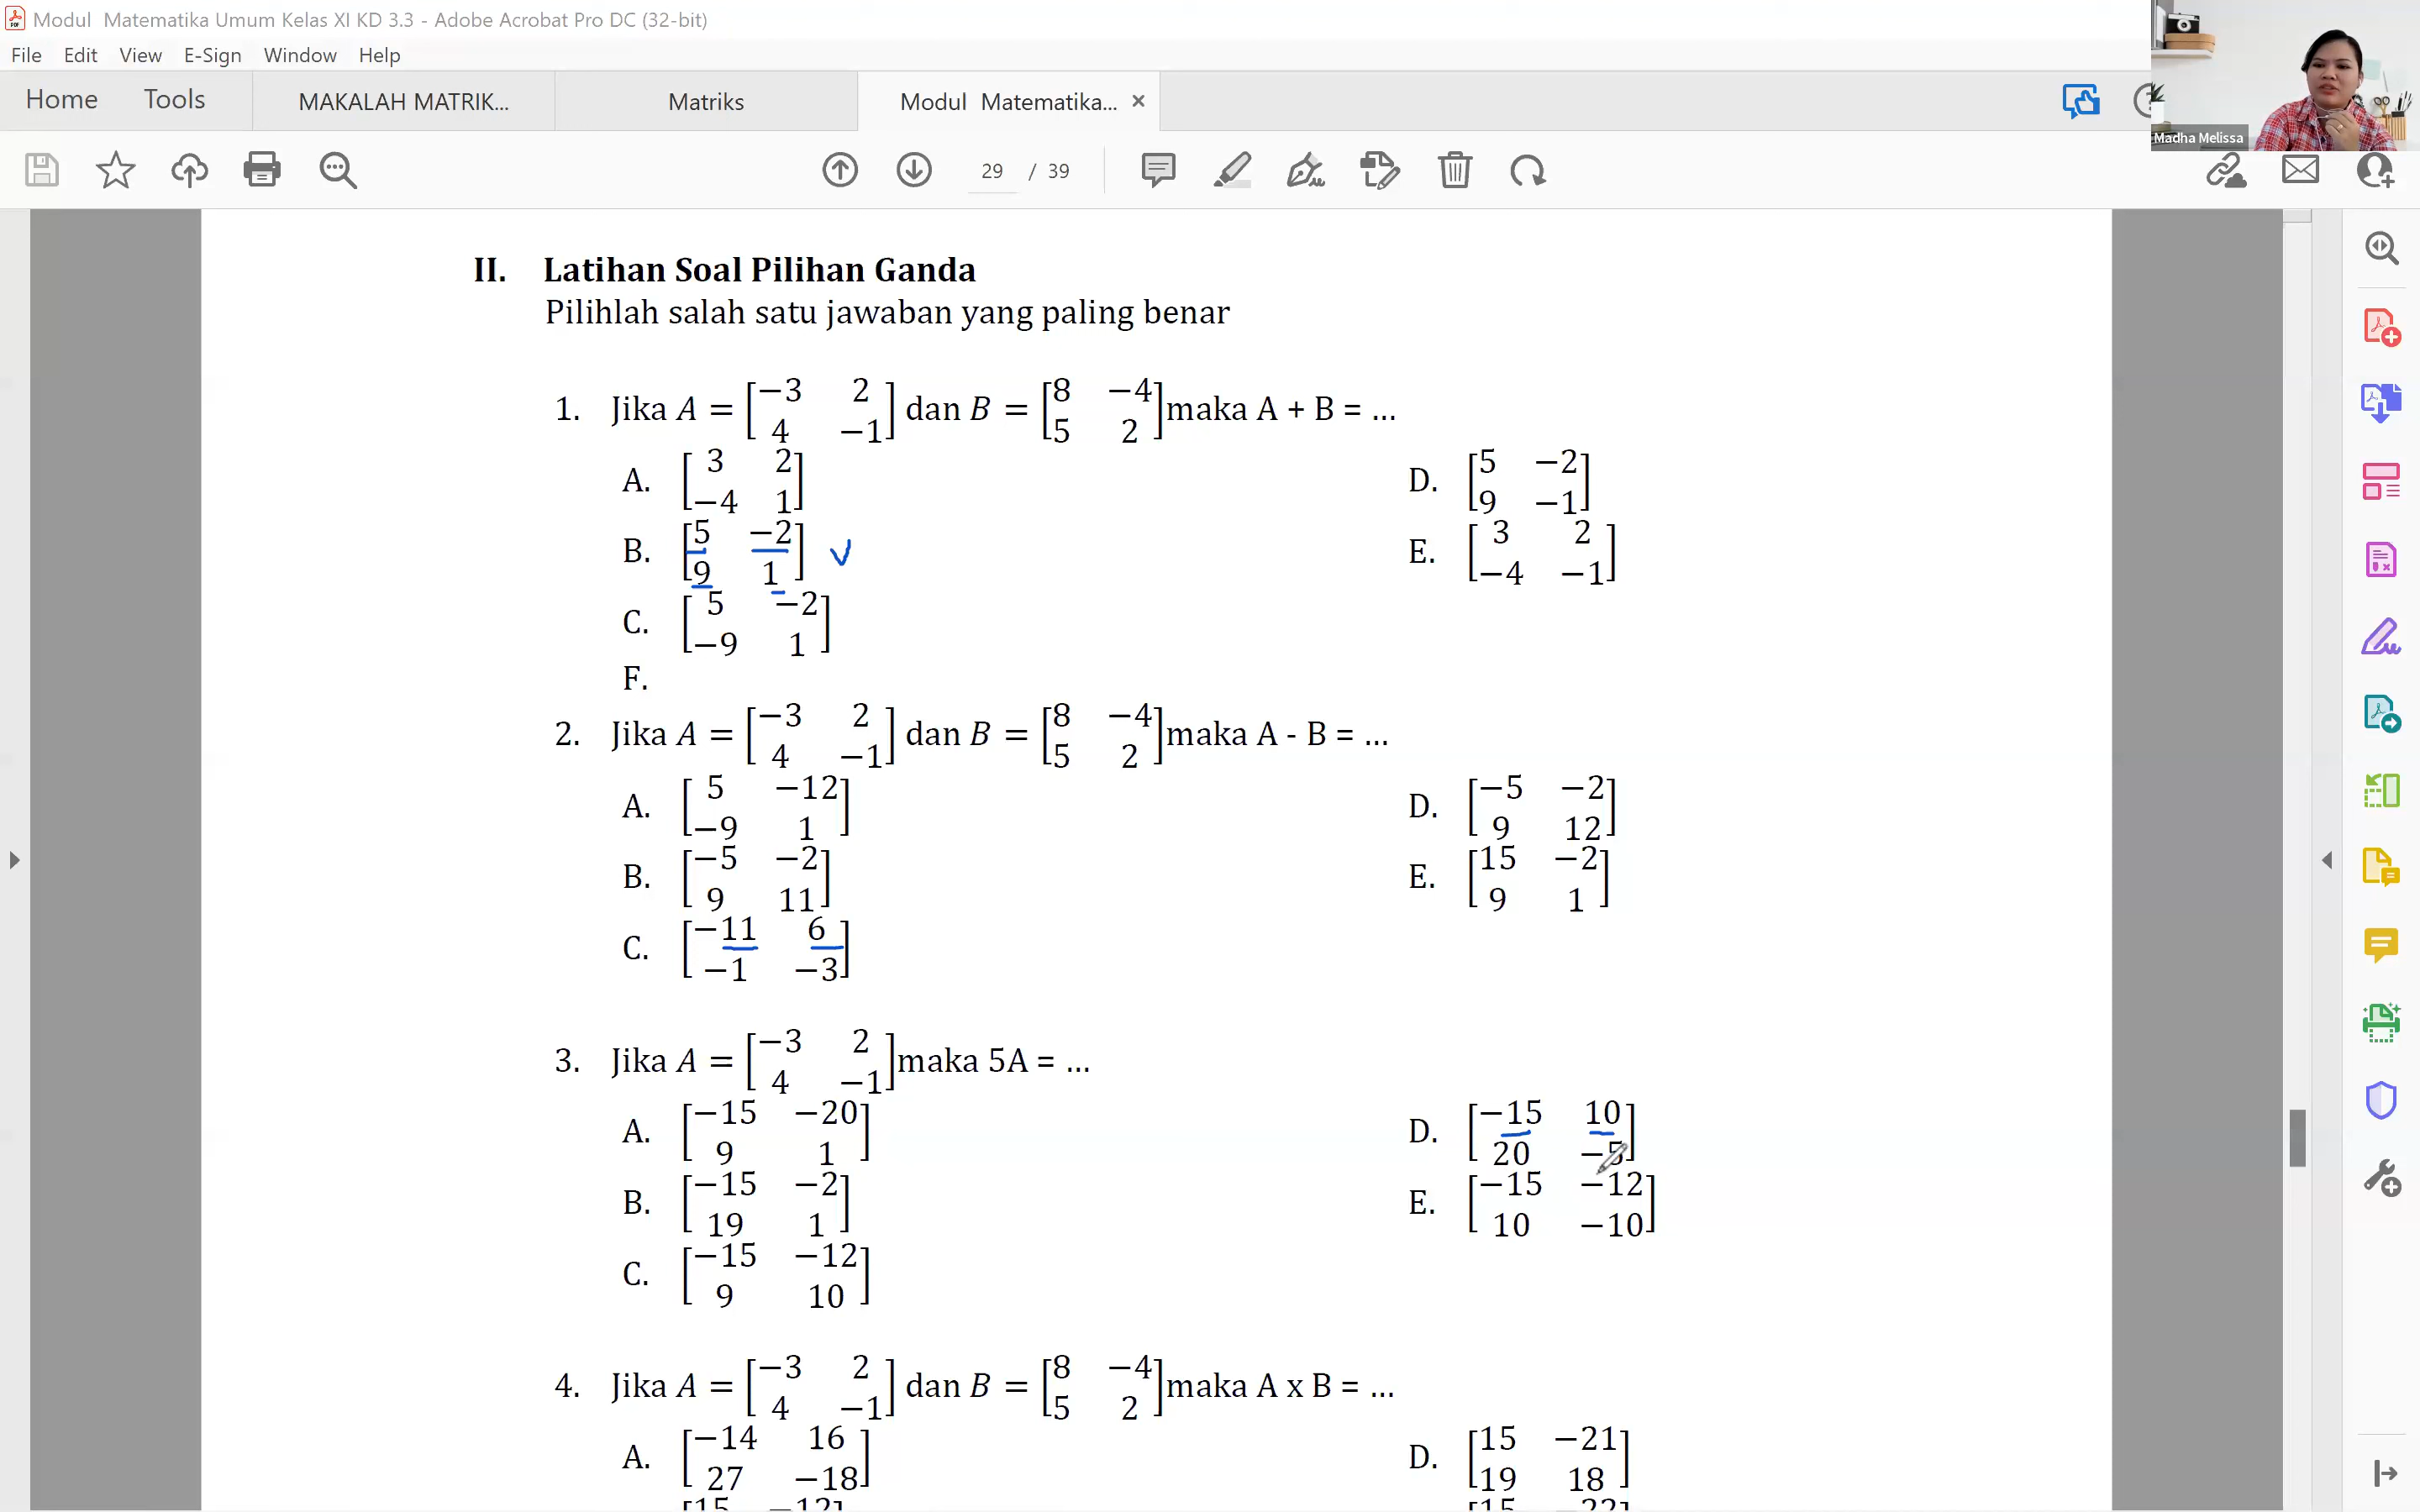 Modul Matematika Umum Kelas XI KD 3.3 - Adobe Acrobat Pro DC (32-bit)
File Edit View E-Sign Window Help
Home Tools MAKALAH MATRIK... Matriks Modul Matematika... ×
Madha Melissa
29 / 39
II. Latihan Soal Pilihan Ganda
Pilihlah salah satu jawaban yang paling benar
1. Jika A = [−3 2; 4 −1] dan B = [8 −4; 5 2] maka A + B = ...
A. [3 2; −4 1] D. [5 −2; 9 −1]
B. [5 −2; 9 1] v E. [3 2; −4 −1]
C. [5 −2; −9 1]
F.
2. Jika A = [−3 2; 4 −1] dan B = [8 −4; 5 2] maka A - B = ...
A. [5 −12; −9 1] D. [−5 −2; 9 12]
B. [−5 −2; 9 11] E. [15 −2; 9 1]
C. [−11 6; −1 −3]
3. Jika A = [−3 2; 4 −1] maka 5A = ...
A. [−15 −20; 9 1] D. [−15 10; 20 −5]
B. [−15 −2; 19 1] E. [−15 −12; 10 −10]
C. [−15 −12; 9 10]
4. Jika A = [−3 2; 4 −1] dan B = [8 −4; 5 2] maka A x B = ...
A. [−14 16; 27 −18] D. [15 −21; 19 18]
[15 −12] [15 −22]